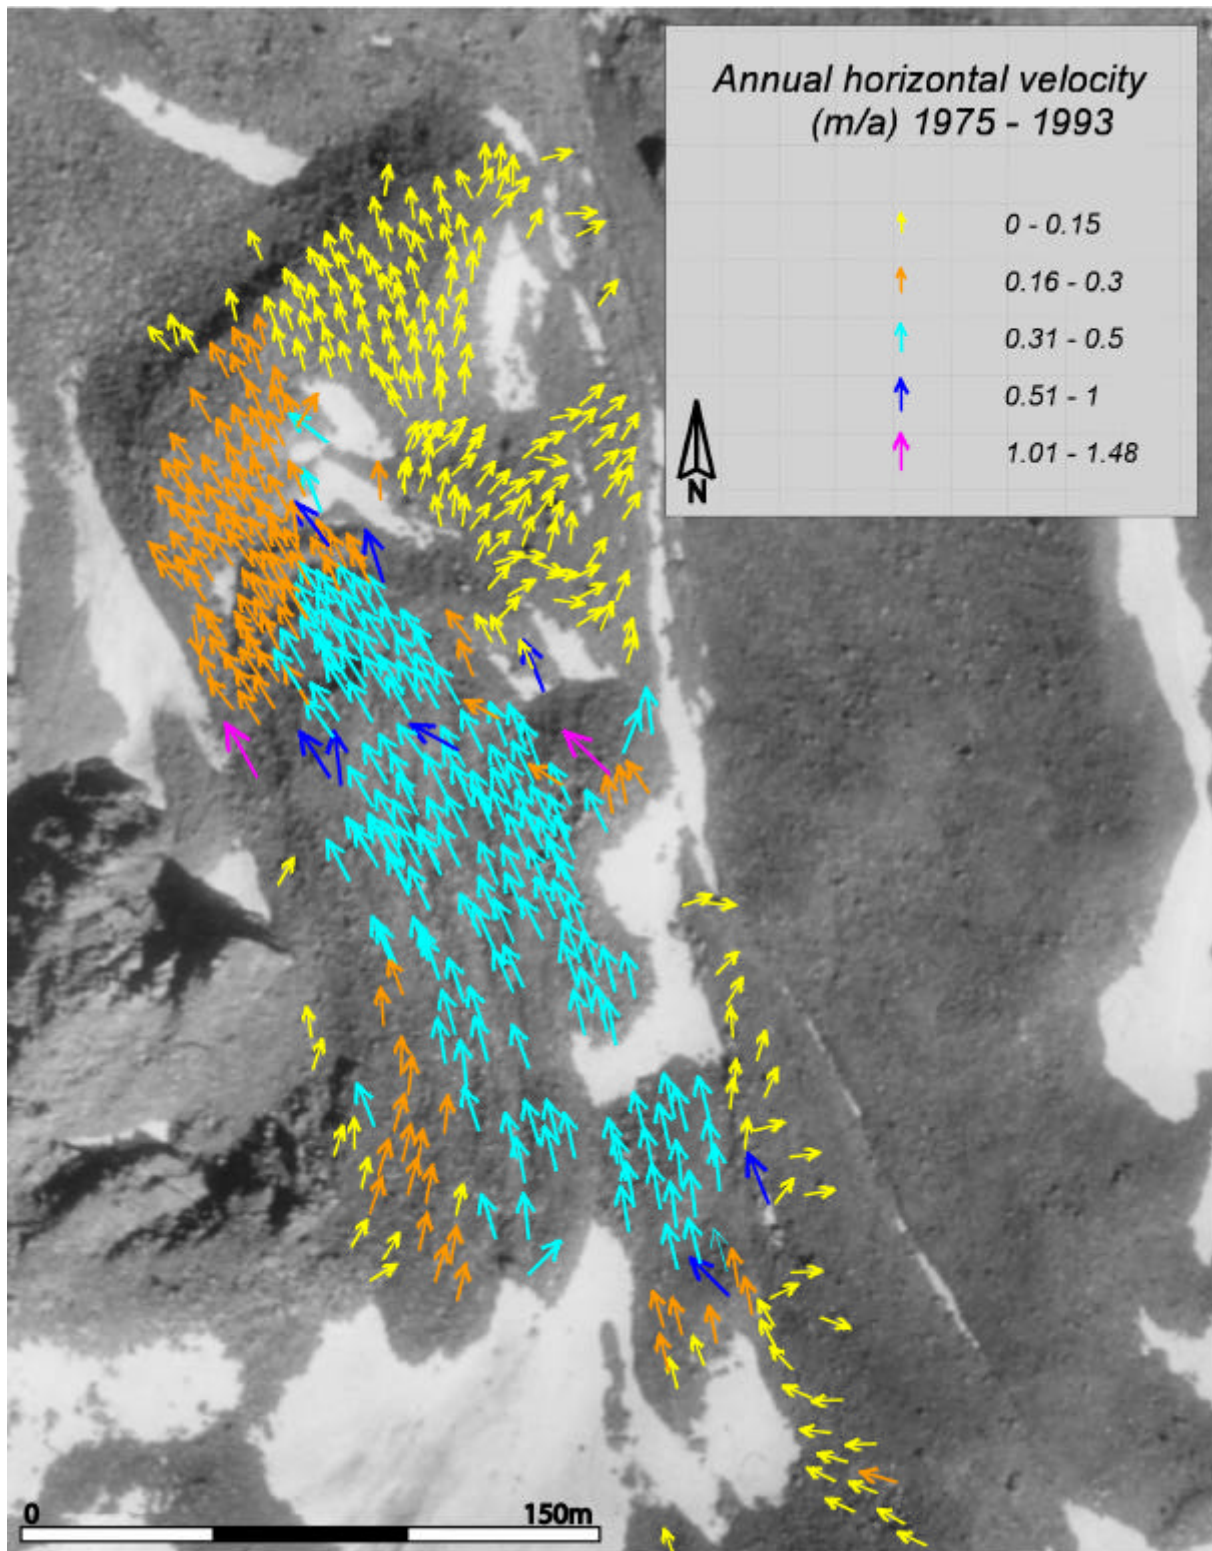 Annual horizontal velocity
(m/a) 1975 - 1993
0 - 0.15
0.16 - 0.3
0.31 - 0.5
0.51 - 1
1.01 - 1.48
N
0 150m